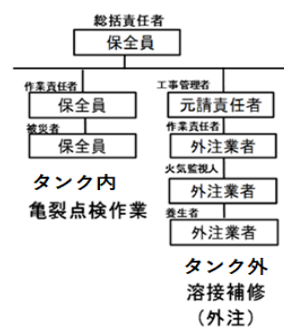 総括責任者
保全員
作業責任者
保全員
被災者
保全員
タンク内
亀裂点検作業
工事管理者
元請責任者
作業責任者
外注業者
火気監視人
外注業者
養生者
外注業者
タンク外
溶接補修
（外注）